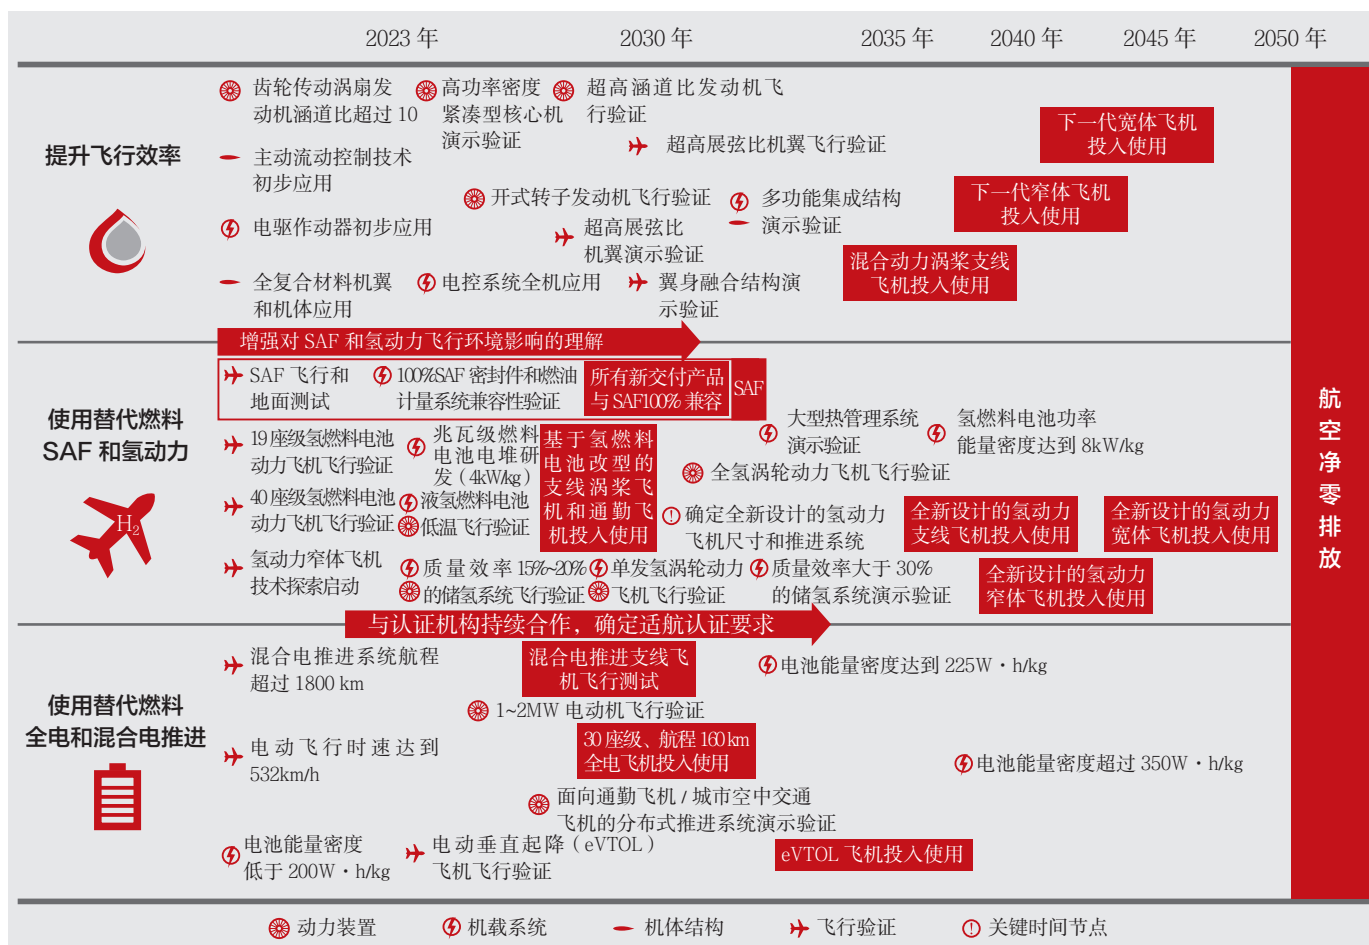 2023 年
2030 年
2035 年
2040 年
2045 年
2050 年
提升飞行效率
齿轮传动涡扇发
动机涵道比超过 10
高功率密度
紧凑型核心机
演示验证
超高涵道比发动机飞
行验证
超高展弦比机翼飞行验证
下一代宽体飞机
投入使用
主动流动控制技术
初步应用
开式转子发动机飞行验证
多功能集成结构
演示验证
下一代窄体飞机
投入使用
电驱作动器初步应用
超高展弦比
机翼演示验证
混合动力涡桨支线
飞机投入使用
全复合材料机翼
和机体应用
电控系统全机应用
翼身融合结构演
示验证
增强对 SAF 和氢动力飞行环境影响的理解
使用替代燃料
SAF 和氢动力
H2
SAF 飞行和
地面测试
100%SAF 密封件和燃油
计量系统兼容性验证
所有新交付产品
与SAF100% 兼容
SAF
大型热管理系统
演示验证
氢燃料电池功率
能量密度达到 8kW/kg
19 座级氢燃料电池
动力飞机飞行验证
兆瓦级燃料
电池电堆研
发（4kW/kg）
基于氢燃料
电池改型的
支线涡桨飞
机和通勤飞
机投入使用
全氢涡轮动力飞机飞行验证
40 座级氢燃料电池
动力飞机飞行验证
液氢燃料电池
低温飞行验证
确定全新设计的氢动力
飞机尺寸和推进系统
全新设计的氢动力
支线飞机投入使用
全新设计的氢动力
宽体飞机投入使用
氢动力窄体飞机
技术探索启动
质量效率 15%~20%
的储氢系统飞行验证
单发氢涡轮动力
飞机飞行验证
质量效率大于 30%
的储氢系统演示验证
全新设计的氢动力
窄体飞机投入使用
与认证机构持续合作，确定适航认证要求
使用替代燃料
全电和混合电推进
混合电推进系统航程
超过 1800 km
混合电推进支线飞
机飞行测试
电池能量密度达到 225W·h/kg
1~2MW 电动机飞行验证
电动飞行时速达到
532km/h
30 座级、航程 160km
全电飞机投入使用
电池能量密度超过 350W·h/kg
面向通勤飞机 / 城市空中交通
飞机的分布式推进系统演示验证
电池能量密度
低于 200W·h/kg
电动垂直起降（eVTOL）
飞机飞行验证
eVTOL 飞机投入使用
航空净零排放
动力装置
机载系统
机体结构
飞行验证
关键时间节点